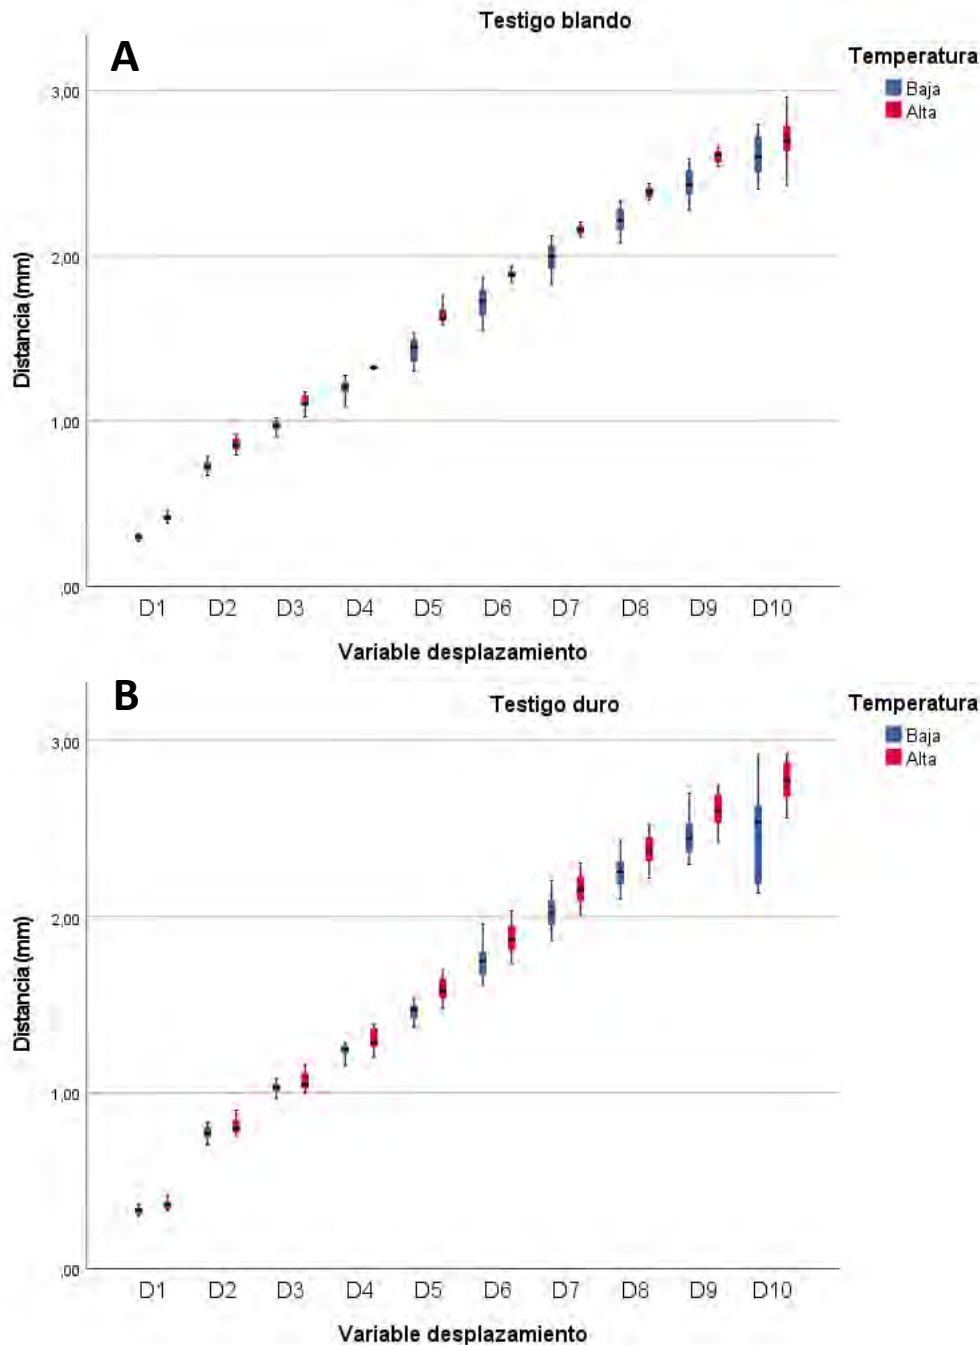 Testigo blando
A
Temperatura
Baja
Alta
3,00
2,00
1,00
,00
Distancia (mm)
D1 D2 D3 D4 D5 D6 D7 D8 D9 D10
Variable desplazamiento
B
Testigo duro
Temperatura
Baja
Alta
3,00
2,00
1,00
,00
Distancia (mm)
D1 D2 D3 D4 D5 D6 D7 D8 D9 D10
Variable desplazamiento